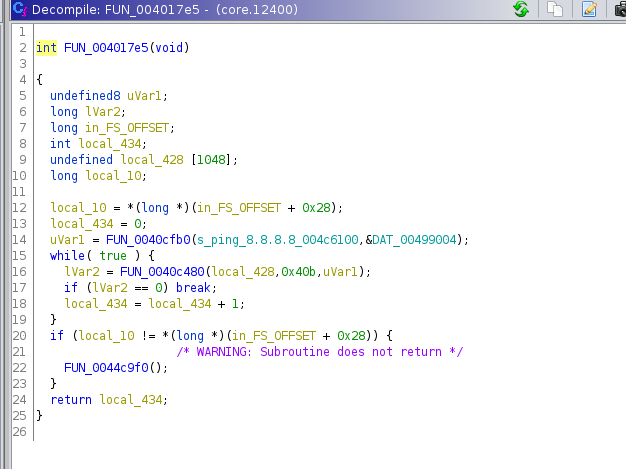 Decompile: FUN_004017e5 - (core.12400)
1
2 int FUN_004017e5(void)
3
4 {
5 undefined8 uVar1;
6 long lVar2;
7 long in_FS_OFFSET;
8 int local_434;
9 undefined local_428 [1048];
10 long local_10;
11
12 local_10 = *(long *)(in_FS_OFFSET + 0x28);
13 local_434 = 0;
14 uVar1 = FUN_0040cfb0(s_ping_8.8.8.8_004c6100,&DAT_00499004);
15 while( true ) {
16 lVar2 = FUN_0040c480(local_428,0x40b,uVar1);
17 if (lVar2 == 0) break;
18 local_434 = local_434 + 1;
19 }
20 if (local_10 != *(long *)(in_FS_OFFSET + 0x28)) {
21 /* WARNING: Subroutine does not return */
22 FUN_0044c9f0();
23 }
24 return local_434;
25 }
26